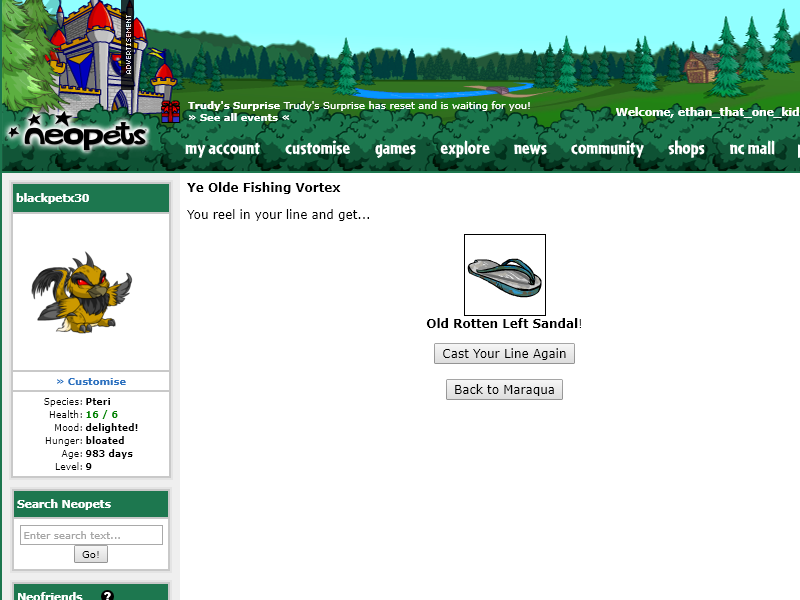 ADVERTISEMENT
Trudy's Surprise Trudy's Surprise has reset and is waiting for you!
» See all events «
Welcome, ethan_that_one_kid
neopets
my account customise games explore news community shops nc mall
blackpetx30
» Customise
Species: Pteri
Health: 16 / 6
Mood: delighted!
Hunger: bloated
Age: 983 days
Level: 9
Search Neopets
Enter search text...
Go!
Neofriends ?
Ye Olde Fishing Vortex
You reel in your line and get...
Old Rotten Left Sandal!
Cast Your Line Again
Back to Maraqua